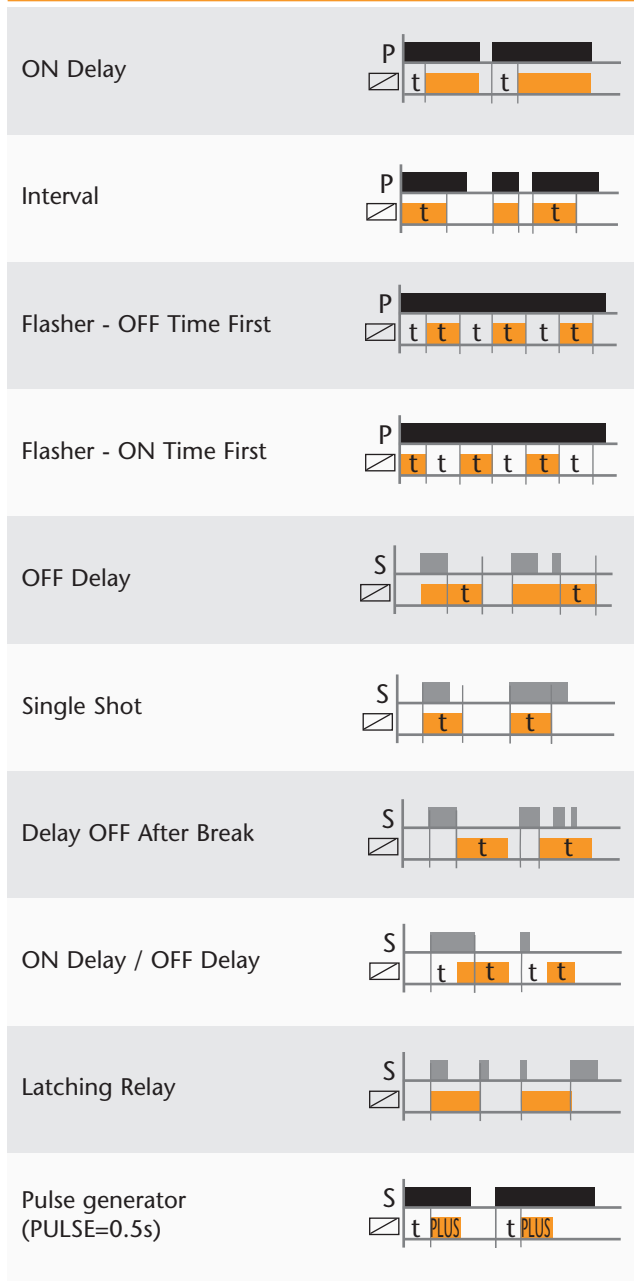 ON Delay
P
t t
Interval
P
t t
Flasher - OFF Time First
P
t t t t t t
Flasher - ON Time First
P
t t t t t t
OFF Delay
S
t t
Single Shot
S
t t
Delay OFF After Break
S
t t
ON Delay / OFF Delay
S
t t t t
Latching Relay
S
Pulse generator
(PULSE=0.5s)
S
t PLUS t PLUS